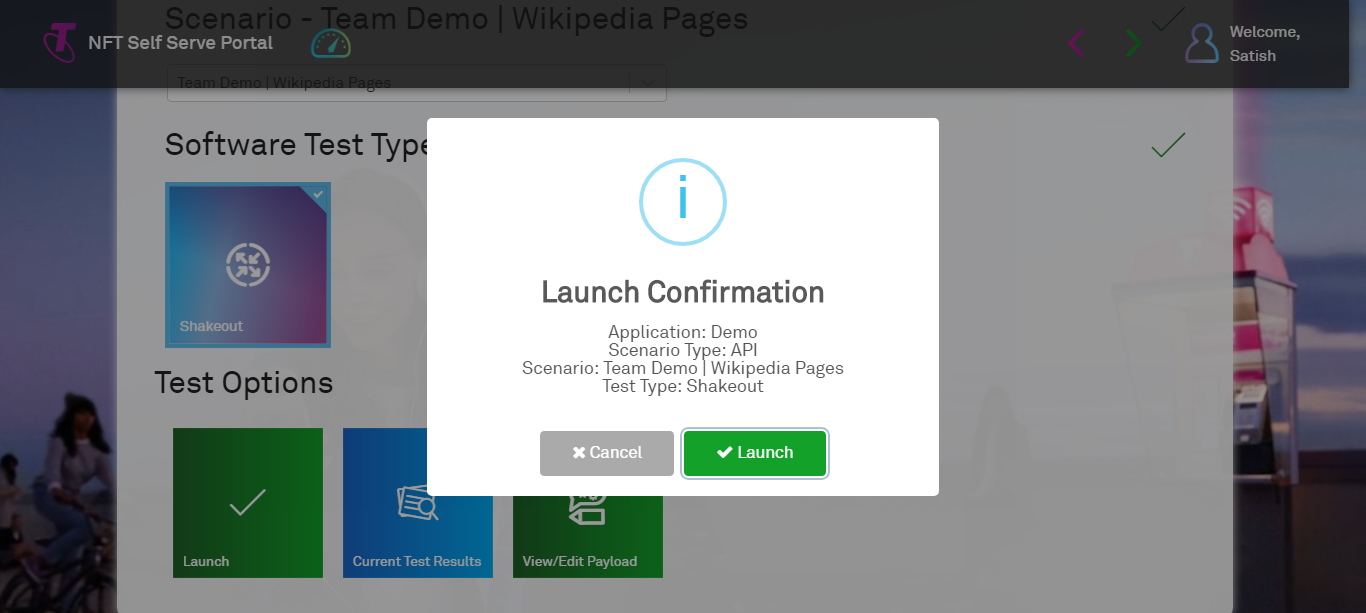 Scenario - Team Demo | Wikipedia Pages
NFT Self Serve Portal
Welcome,
Satish
Team Demo | Wikipedia Pages
Software Test Type
Shakeout
Test Options
Launch
Current Test Results
View/Edit Payload
i
Launch Confirmation
Application: Demo
Scenario Type: API
Scenario: Team Demo | Wikipedia Pages
Test Type: Shakeout
Cancel
Launch